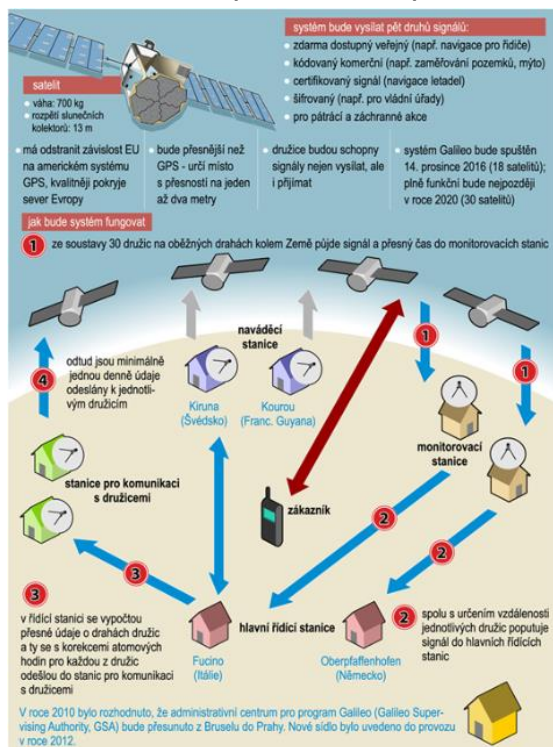 systém bude vysílat pět druhů signálů:
• zdarma dostupný veřejný (např. navigace pro řidiče)
• kódovaný komerční (např. zaměřování pozemků, mýto)
• certifikovaný signál (navigace letadel)
• šifrovaný (např. pro vládní úřady)
• pro pátrací a záchranné akce
satelit
• váha: 700 kg
• rozpětí slunečních
kolektorů: 13 m
• má odstranit závislost EU
na americkém systému
GPS, kvalitněji pokryje
sever Evropy
• bude přesnější než
GPS - určí místo
s přesností na jeden
až dva metry
• družice budou schopny
signály nejen vysílat, ale
i přijímat
• systém Galileo bude spuštěn
14. prosince 2016 (18 satelitů);
plně funkční bude nejpozději
v roce 2020 (30 satelitů)
jak bude systém fungovat
1 ze soustavy 30 družic na oběžných drahách kolem Země půjde signál a přesný čas do monitorovacích stanic
naváděcí
stanice
1
1
4
odtud jsou minimálně
jednou denně údaje
odeslány k jednotli-
vým družicím
Kiruna
(Švédsko)
Kourou
(Franc. Guyana)
monitorovací
stanice
stanice pro komunikaci
s družicemi
zákazník
2
2
3
3
v řídící stanici se vypočtou
přesné údaje o drahách družic
a ty se s korekcemi atomových
hodin pro každou z družic
odešlou do stanic pro komunikaci
s družicemi
hlavní řídící stanice
Fucino
(Itálie)
Oberpfaffenhofen
(Německo)
2
spolu s určením vzdálenosti
jednotlivých družic poputuje
signál do hlavních řídících
stanic
V roce 2010 bylo rozhodnuto, že administrativní centrum pro program Galileo (Galileo Super-
vising Authority, GSA) bude přesunuto z Bruselu do Prahy. Nové sídlo bylo uvedeno do provozu
v roce 2012.